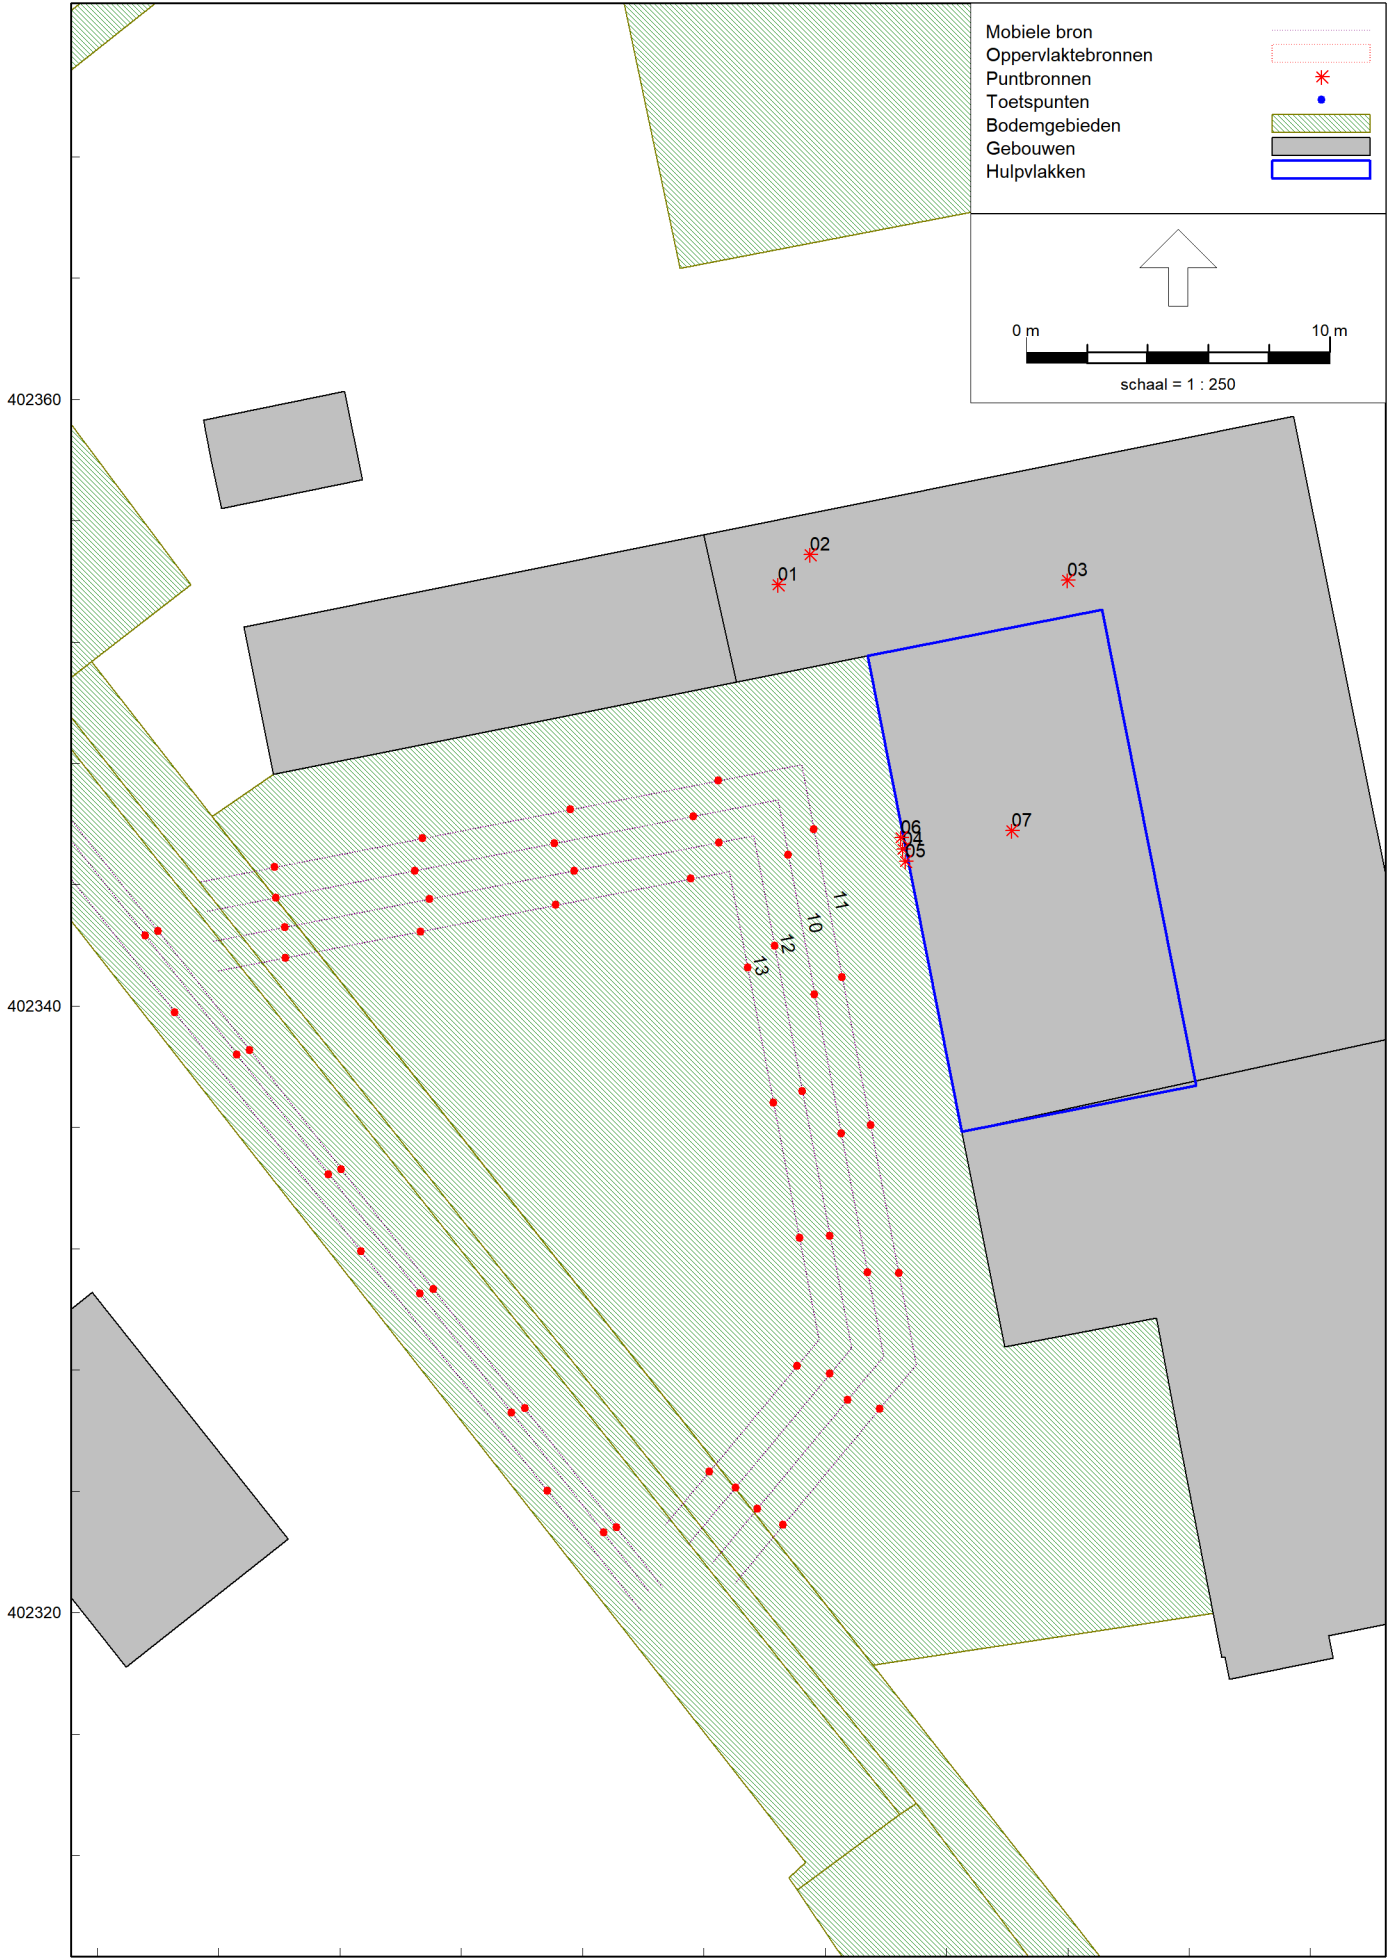 Mobiele bron
Oppervlaktebronnen
Puntbronnen
Toetspunten
Bodemgebieden
Gebouwen
Hulpvlakken
0 m 10 m
schaal = 1 : 250
402360
02
01
03
06
04
05
07
11
10
12
13
402340
402320